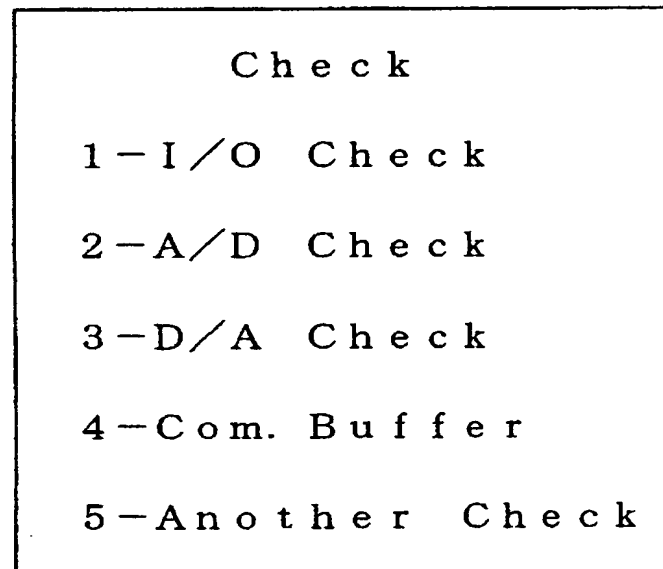 Check
1－I／O Check
2－A／D Check
3－D／A Check
4－Com. Buffer
5－Another Check